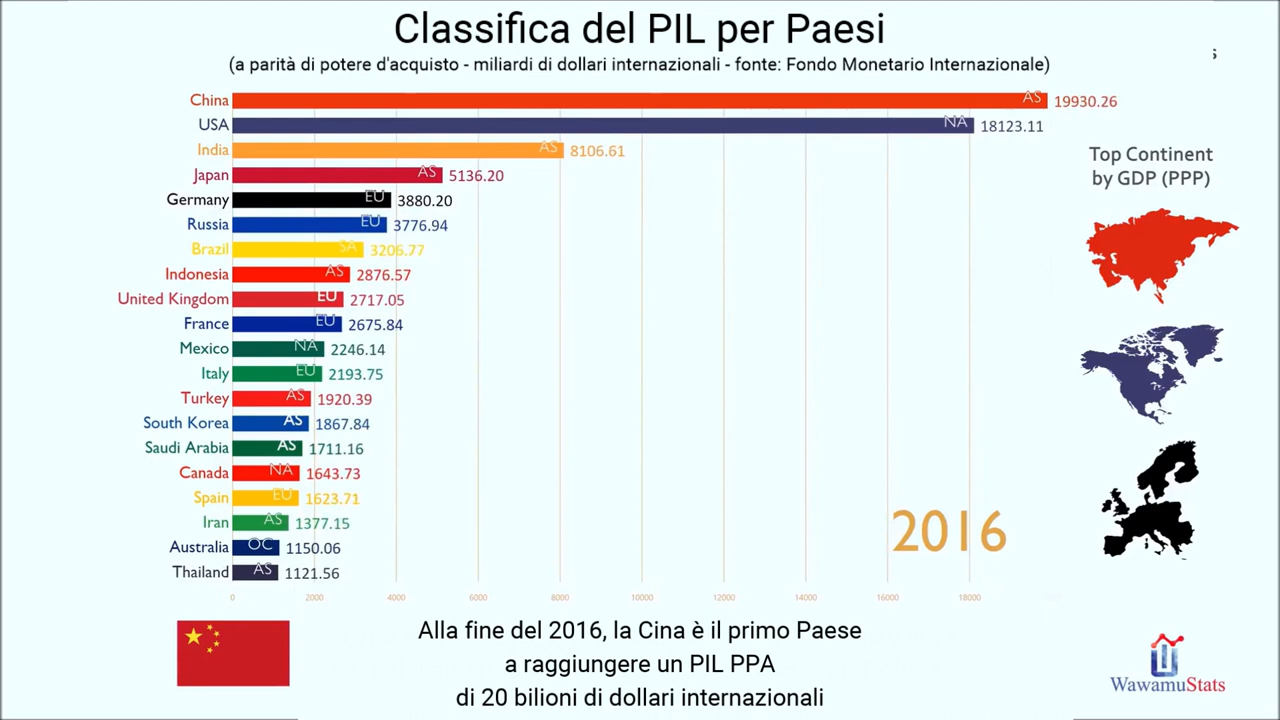 Classifica del PIL per Paesi
(a parità di potere d'acquisto - miliardi di dollari internazionali - fonte: Fondo Monetario Internazionale)
s
China AS 19930.26
USA NA 18123.11
India AS 8106.61
Japan AS 5136.20
Germany EU 3880.20
Russia EU 3776.94
Brazil SA 3206.77
Indonesia AS 2876.57
United Kingdom EU 2717.05
France EU 2675.84
Mexico NA 2246.14
Italy EU 2193.75
Turkey AS 1920.39
South Korea AS 1867.84
Saudi Arabia AS 1711.16
Canada NA 1643.73
Spain EU 1623.71
Iran AS 1377.15
Australia OC 1150.06
Thailand AS 1121.56
0 2000 4000 6000 8000 10000 12000 14000 16000 18000
Top Continent
by GDP (PPP)
2016
Alla fine del 2016, la Cina è il primo Paese
a raggiungere un PIL PPA
di 20 bilioni di dollari internazionali
WawamuStats